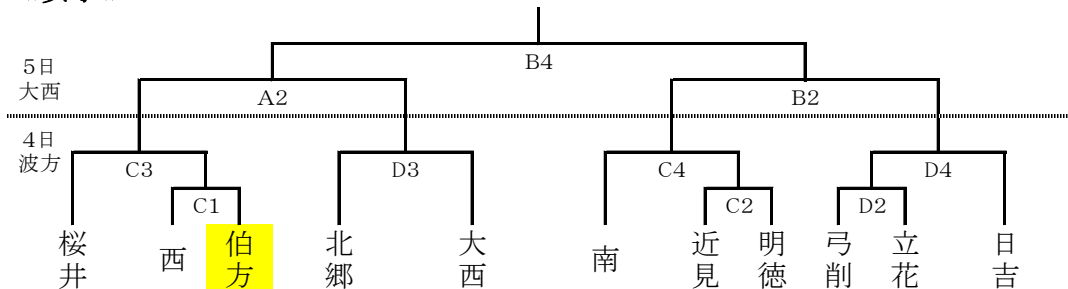 B4
5日
大西
A2
B2
4日
波方
C3
D3
C4
D4
C1
C2
D2
桜井
西
伯方
北郷
大西
南
近見
明徳
弓削
立花
日吉